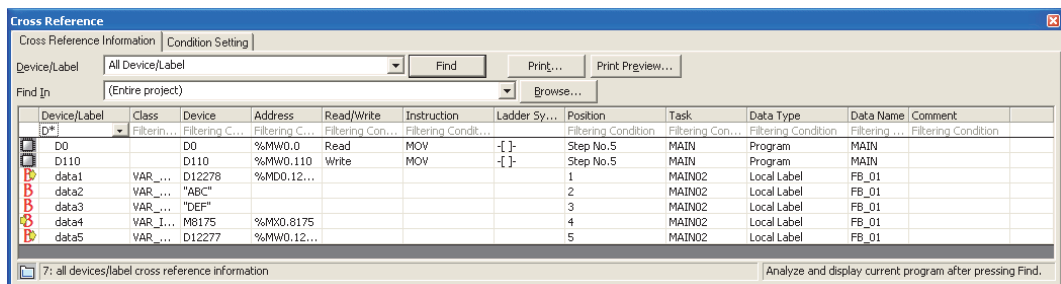 Cross Reference
Cross Reference Information Condition Setting
Device/Label All Device/Label Find Print... Print Preview...
Find In (Entire project) Browse...
Device/Label Class Device Address Read/Write Instruction Ladder Sy... Position Task Data Type Data Name Comment
D* Filterin... Filtering C... Filtering C... Filtering Con... Filtering Condit... Filtering Condition Filtering Con... Filtering Condition Filtering ... Filtering Condition
D0 D0 %MW0.0 Read MOV -[ ]- Step No.5 MAIN Program MAIN
D110 D110 %MW0.110 Write MOV -[ ]- Step No.5 MAIN Program MAIN
data1 VAR_... D12278 %MD0.12... 1 MAIN02 Local Label FB_01
data2 VAR_... "ABC" 2 MAIN02 Local Label FB_01
data3 VAR_... "DEF" 3 MAIN02 Local Label FB_01
data4 VAR_I... M8175 %MX0.8175 4 MAIN02 Local Label FB_01
data5 VAR_... D12277 %MW0.12... 5 MAIN02 Local Label FB_01
7: all devices/label cross reference information Analyze and display current program after pressing Find.